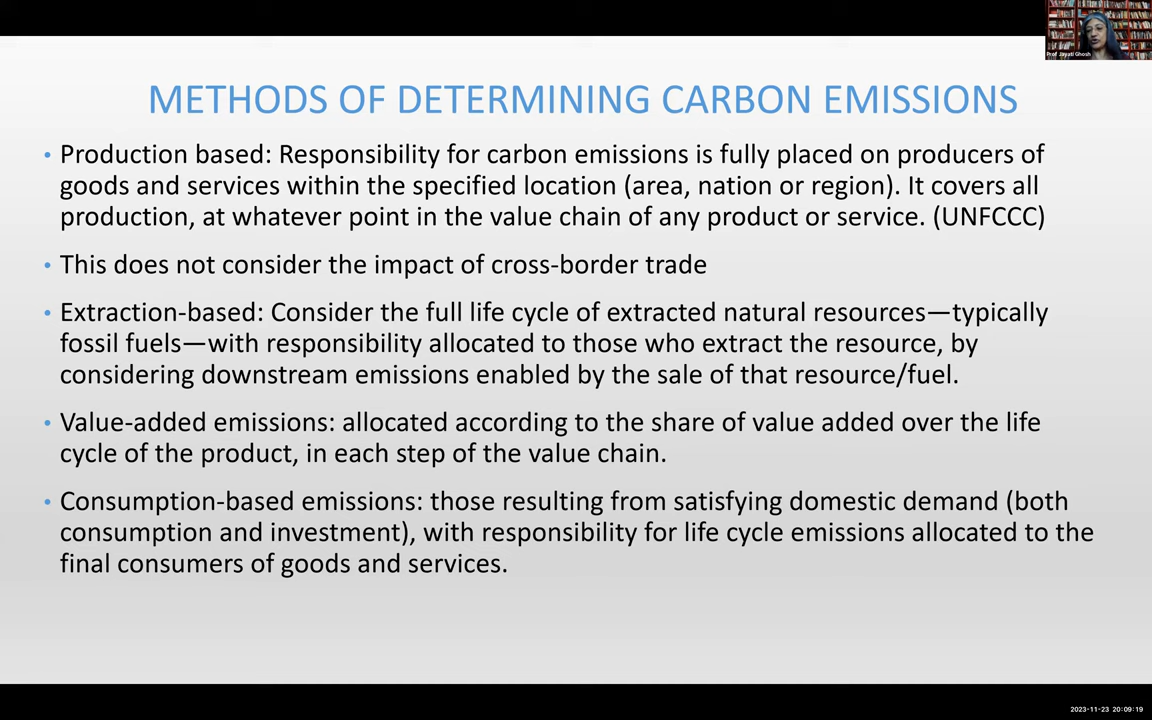 Prof Jayati Ghosh
METHODS OF DETERMINING CARBON EMISSIONS
• Production based: Responsibility for carbon emissions is fully placed on producers of
goods and services within the specified location (area, nation or region). It covers all
production, at whatever point in the value chain of any product or service. (UNFCCC)
• This does not consider the impact of cross-border trade
• Extraction-based: Consider the full life cycle of extracted natural resources—typically
fossil fuels—with responsibility allocated to those who extract the resource, by
considering downstream emissions enabled by the sale of that resource/fuel.
• Value-added emissions: allocated according to the share of value added over the life
cycle of the product, in each step of the value chain.
• Consumption-based emissions: those resulting from satisfying domestic demand (both
consumption and investment), with responsibility for life cycle emissions allocated to the
final consumers of goods and services.
2023-11-23 20:09:19